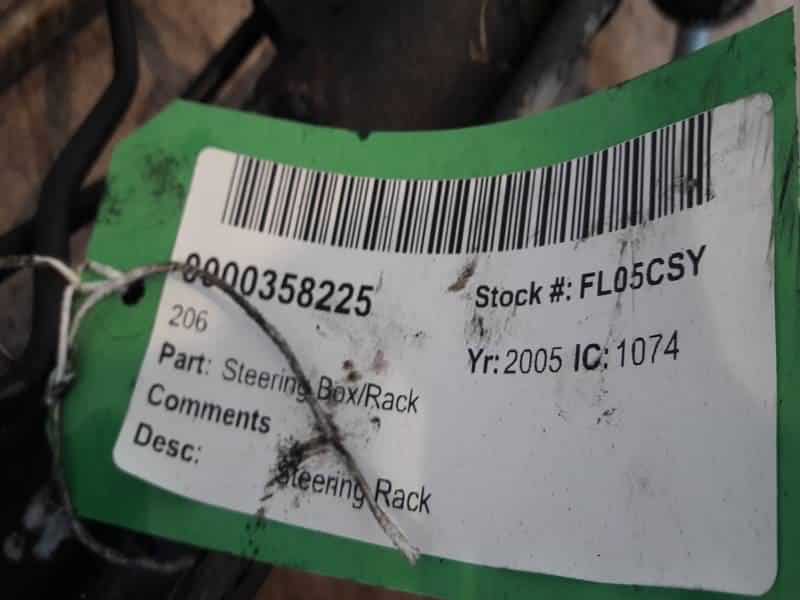 0000358225
Stock #: FL05CSY
206
Yr: 2005 IC: 1074
Part: Steering Box/Rack
Comments
Desc:
Steering Rack